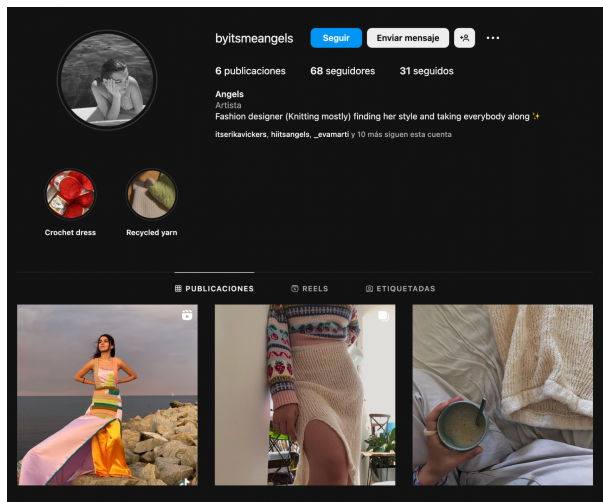 byitsmeangels Seguir Enviar mensaje
6 publicaciones 68 seguidores 31 seguidos
Angels
Artista
Fashion designer (Knitting mostly) finding her style and taking everybody along ✨
itserikavickers, hiitsangels, _evamarti y 10 más siguen esta cuenta
Crochet dress Recycled yarn
PUBLICACIONES REELS ETIQUETADAS